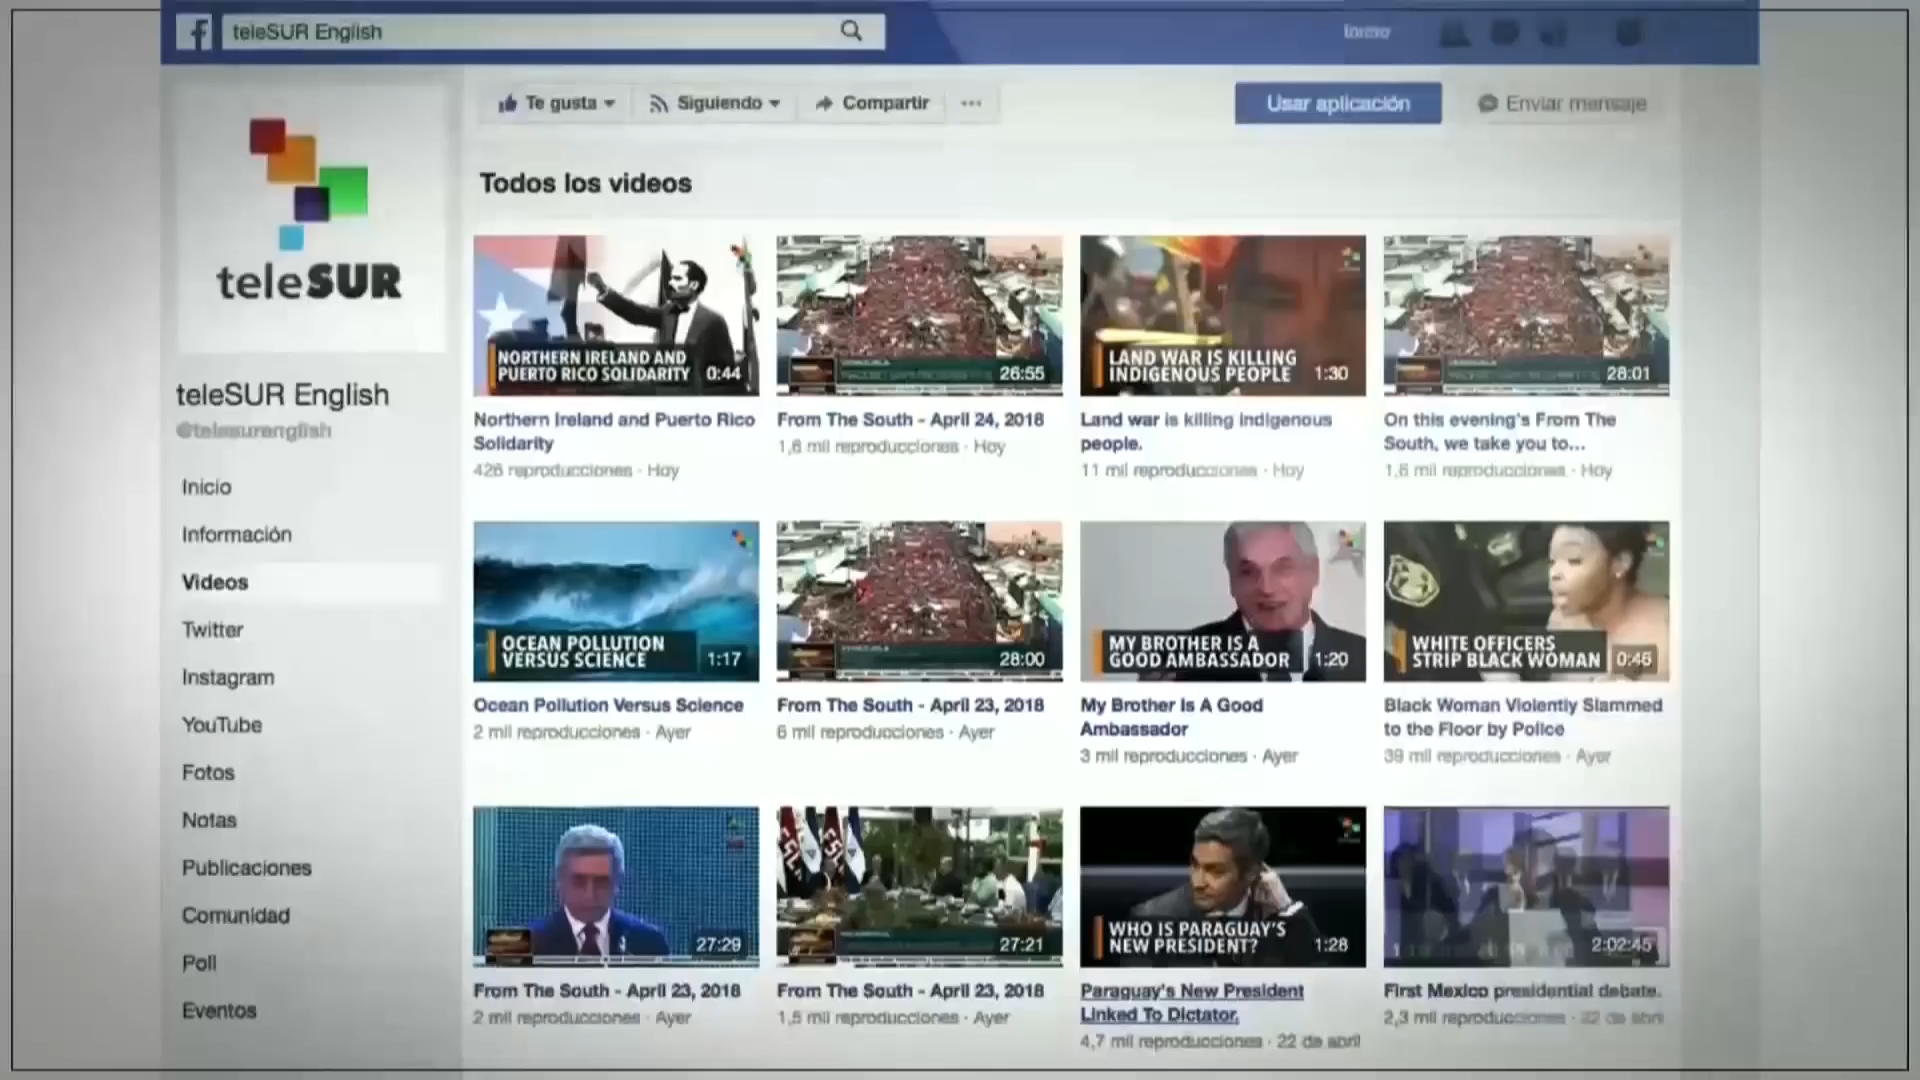 teleSUR English
Inicio
Te gusta
Siguiendo
Compartir
Usar aplicación
Enviar mensaje
teleSUR
teleSUR English
@telesurenglish
Inicio
Información
Videos
Twitter
Instagram
YouTube
Fotos
Notas
Publicaciones
Comunidad
Poll
Eventos
Todos los videos
NORTHERN IRELAND AND
PUERTO RICO SOLIDARITY
0:44
Northern Ireland and Puerto Rico
Solidarity
426 reproducciones · Hoy
26:55
From The South - April 24, 2018
1,6 mil reproducciones · Hoy
LAND WAR IS KILLING
INDIGENOUS PEOPLE
1:30
Land war is killing indigenous
people.
11 mil reproducciones · Hoy
28:01
On this evening's From The
South, we take you to...
1,6 mil reproducciones · Hoy
OCEAN POLLUTION
VERSUS SCIENCE
1:17
Ocean Pollution Versus Science
2 mil reproducciones · Ayer
28:00
From The South - April 23, 2018
6 mil reproducciones · Ayer
MY BROTHER IS A
GOOD AMBASSADOR
1:20
My Brother Is A Good
Ambassador
3 mil reproducciones · Ayer
WHITE OFFICERS
STRIP BLACK WOMAN
0:45
Black Woman Violently Slammed
to the Floor by Police
39 mil reproducciones · Ayer
27:29
From The South - April 23, 2018
2 mil reproducciones · Ayer
27:21
From The South - April 23, 2018
1,5 mil reproducciones · Ayer
WHO IS PARAGUAY'S
NEW PRESIDENT?
1:28
Paraguay's New President
Linked To Dictator.
4,7 mil reproducciones · 22 de abril
2:02:45
First Mexico presidential debate.
2,3 mil reproducciones · 22 de abril